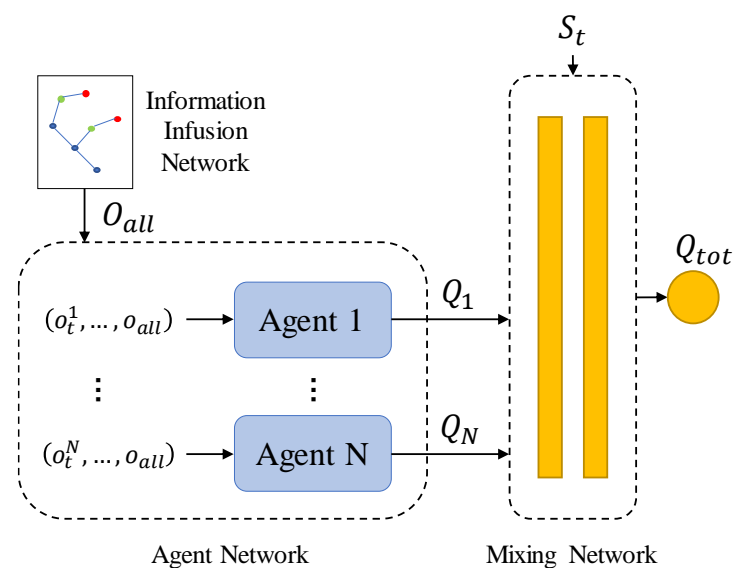 S_t
Information
Infusion
Network
O_all
Q_tot
(o_t^1, ..., o_all)
Agent 1
Q_1
⋮
⋮
(o_t^N, ..., o_all)
Agent N
Q_N
Agent Network
Mixing Network